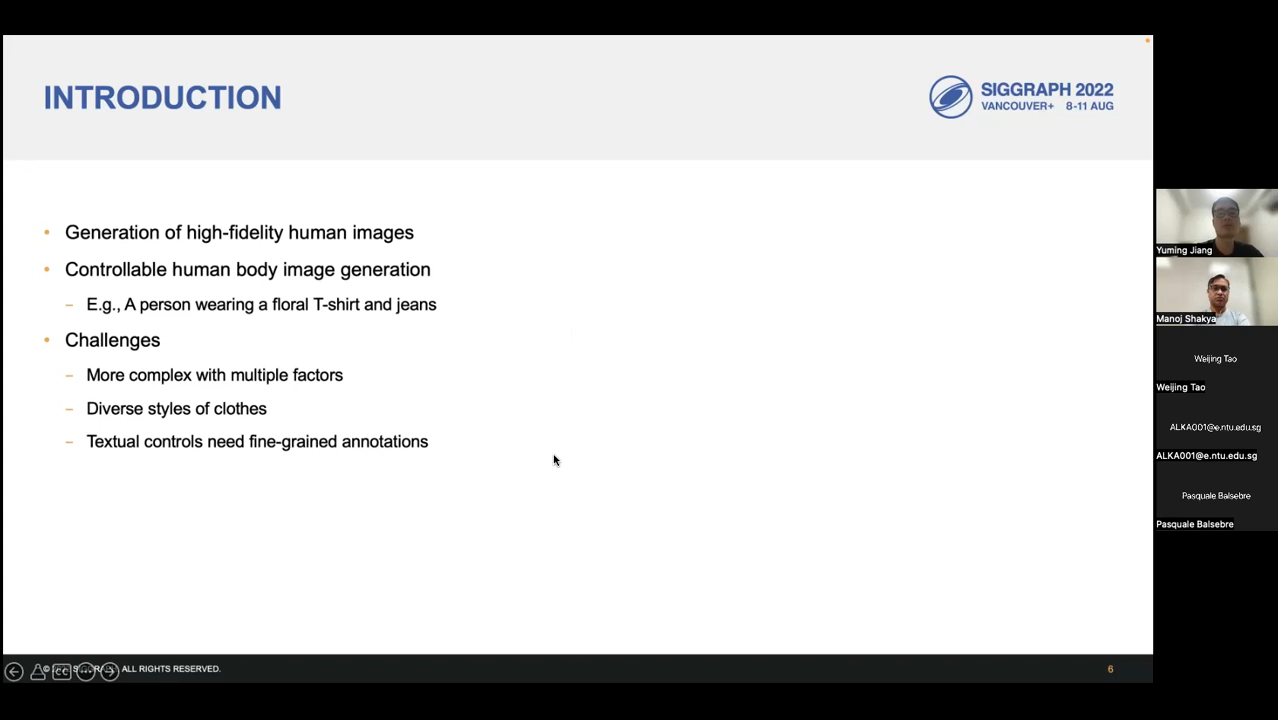 INTRODUCTION
SIGGRAPH 2022
VANCOUVER+ 8-11 AUG
• Generation of high-fidelity human images
• Controllable human body image generation
– E.g., A person wearing a floral T-shirt and jeans
• Challenges
– More complex with multiple factors
– Diverse styles of clothes
– Textual controls need fine-grained annotations
Yuming Jiang
Manoj Shakya
Weijing Tao
Weijing Tao
ALKA001@e.ntu.edu.sg
ALKA001@e.ntu.edu.sg
Pasquale Balsebre
Pasquale Balsebre
CC
ALL RIGHTS RESERVED.
6